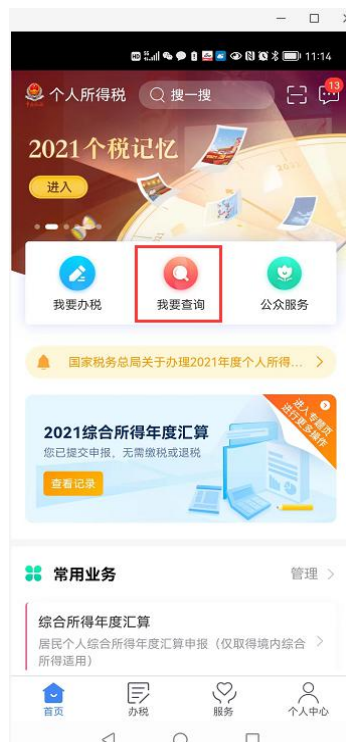 11:14
个人所得税
搜一搜
13
2021个税记忆
进入
我要办税
我要查询
公众服务
国家税务总局关于办理2021年度个人所得...
进入专题页
进行更多操作
2021综合所得年度汇算
您已提交申报，无需缴税或退税
查看记录
常用业务
管理
综合所得年度汇算
居民个人综合所得年度汇算申报（仅取得境内综合
所得适用）
首页
办税
服务
个人中心